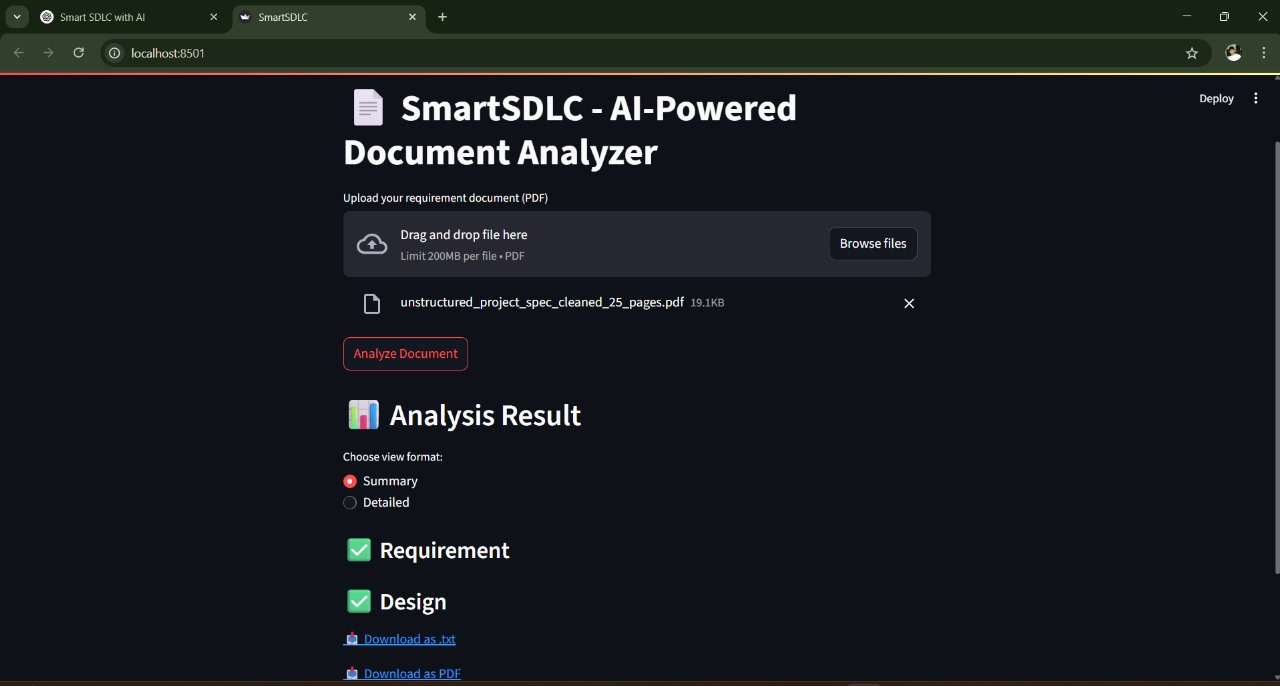 Smart SDLC with AI
SmartSDLC
localhost:8501
Deploy
SmartSDLC - AI-Powered
Document Analyzer
Upload your requirement document (PDF)
Drag and drop file here
Limit 200MB per file • PDF
Browse files
unstructured_project_spec_cleaned_25_pages.pdf 19.1KB
Analyze Document
Analysis Result
Choose view format:
Summary
Detailed
Requirement
Design
Download as .txt
Download as PDF